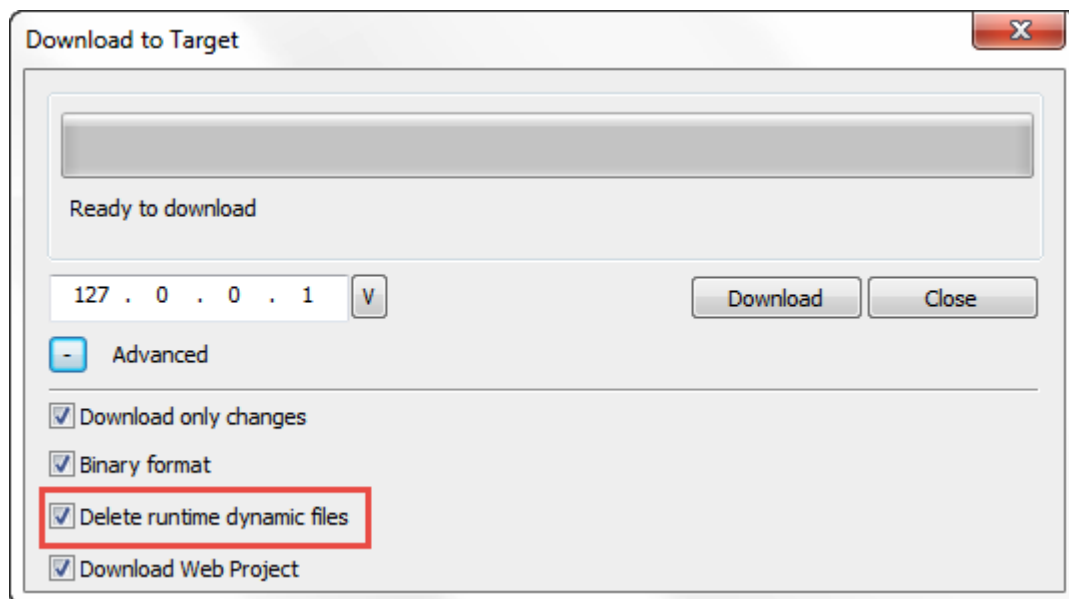 Download to Target
X
Ready to download
127 . 0 . 0 . 1 V
Download Close
- Advanced
Download only changes
Binary format
Delete runtime dynamic files
Download Web Project